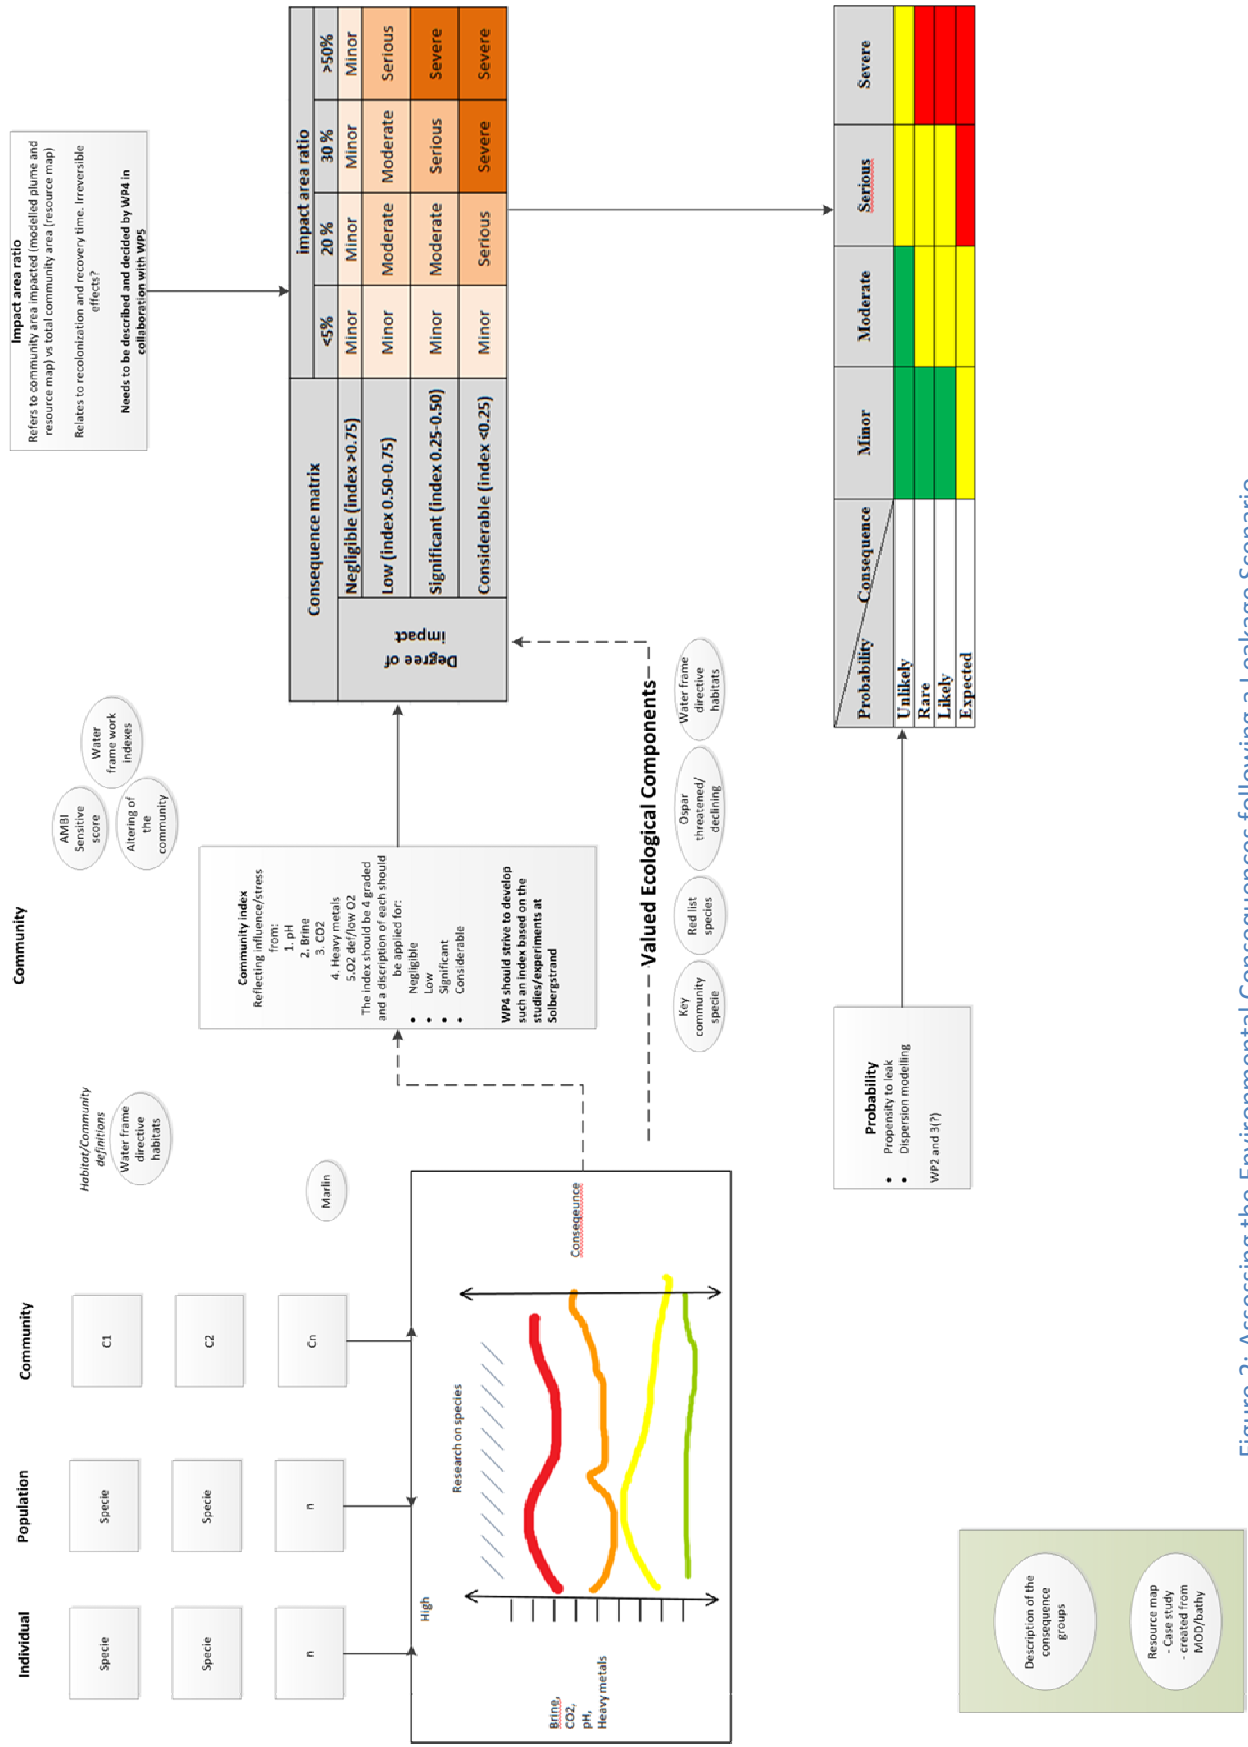 Individual
Population
Community
Community
Specie
Specie
n
Specie
Specie
n
C1
C2
Cn
Habitat/Community
definitions
Water frame
directive
habitats
Marlin
AMBI
Sensitive
score
Water
frame work
indexes
Altering of
the
community
Impact area ratio
Refers to community area impacted (modelled plume and
resource map) vs total community area (resource map)
Relates to recolonization and recovery time. Irreversible
effects?
Needs to be described and decided by WP4 in
collaboration with WP5
Community index
Reflecting influence/stress
from:
1. pH
2. Brine
3. CO2
4. Heavy metals
5.O2 def/low O2
The index should be 4 graded
and a discription of each should
be applied for:
• Negligible
• Low
• Significant
• Considerable
WP4 should strive to develop
such an index based on the
studies/experiments at
Solbergstrand
Consequence matrix
impact area ratio
<5%
20 %
30 %
>50%
Degree of
impact
Negligible (index >0.75)
Minor
Minor
Minor
Minor
Low (index 0.50-0.75)
Minor
Moderate
Moderate
Serious
Significant (index 0.25-0.50)
Minor
Moderate
Serious
Severe
Considerable (index <0.25)
Minor
Serious
Severe
Severe
High
Research on species
Brine,
CO2,
pH,
Heavy metals
Conseqeunce
Valued Ecological Components
Key
community
specie
Red list
species
Ospar
threatened/
declining
Water frame
directive
habitats
Probability
• Propensity to leak
• Dispersion modelling
WP2 and 3(?)
Probability
Consequence
Minor
Moderate
Serious
Severe
Unlikely
Rare
Likely
Expected
Description of the
consequence
groups
Resource map
- Case study
- created from
MOD/bathy
Figure 2: Assessing the Environmental Consequences following a Leakage Scenario